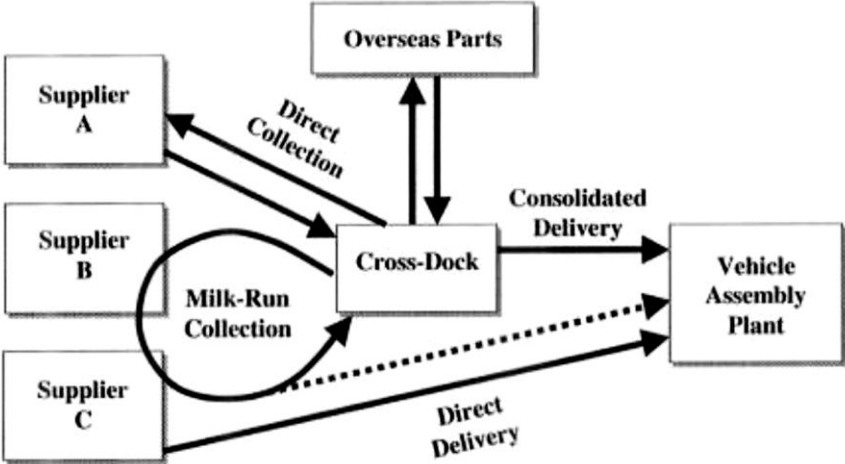 Overseas Parts
Supplier
A
Direct
Collection
Supplier
B
Milk-Run
Collection
Cross-Dock
Consolidated
Delivery
Vehicle
Assembly
Plant
Supplier
C
Direct
Delivery